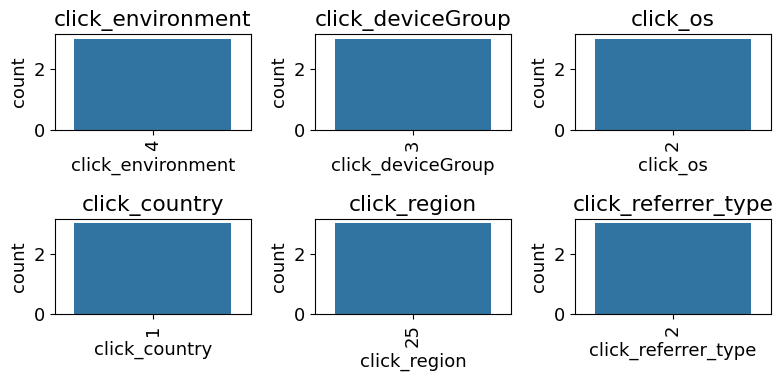 click_environment
click_deviceGroup
click_os
count
2
0
4
click_environment
count
2
0
3
click_deviceGroup
count
2
0
2
click_os
click_country
click_region
click_referrer_type
count
2
0
1
click_country
count
2
0
25
click_region
count
2
0
2
click_referrer_type